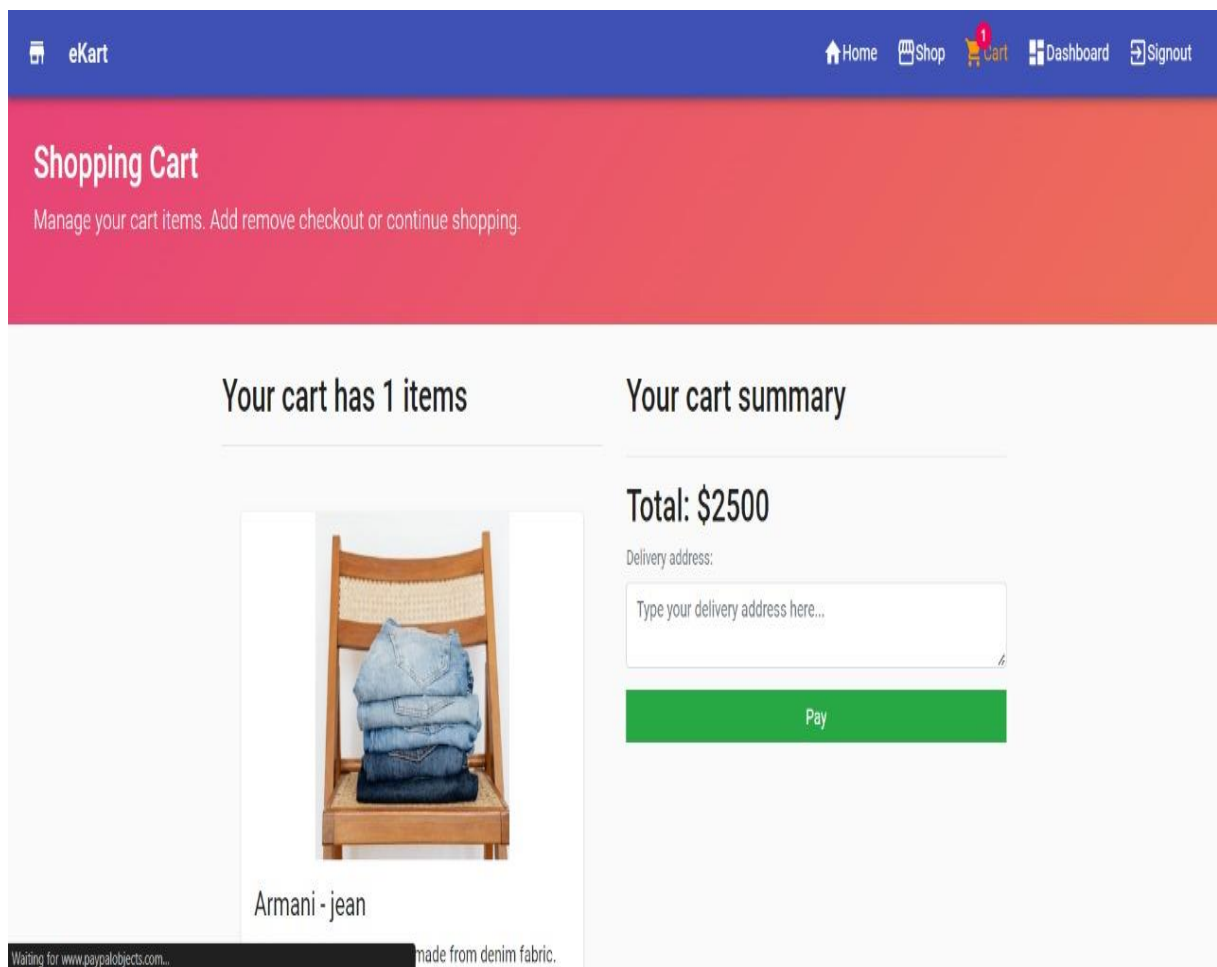 eKart
Home Shop 1 Cart Dashboard Signout
Shopping Cart
Manage your cart items. Add remove checkout or continue shopping.
Your cart has 1 items
Your cart summary
Total: $2500
Delivery address:
Type your delivery address here...
Pay
Armani - jean
made from denim fabric.
Waiting for www.paypalobjects.com...